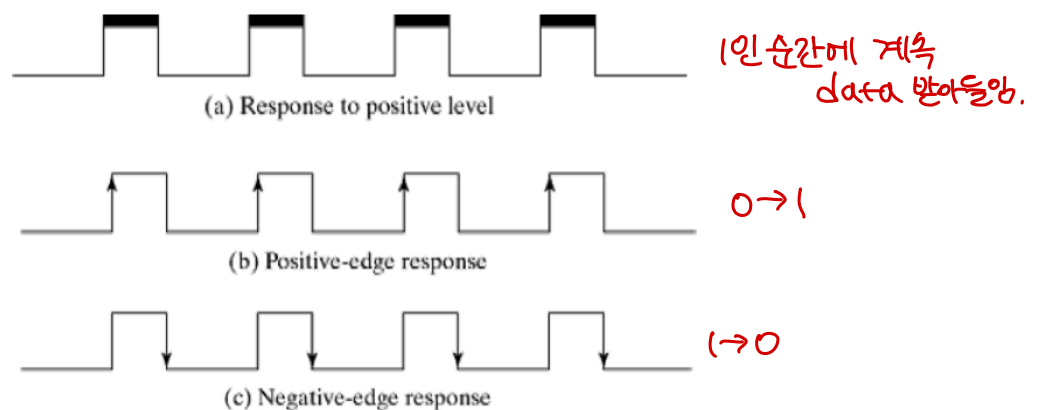 1인 순간에 계속
data 받아들임.
(a) Response to positive level
0→1
(b) Positive-edge response
1→0
(c) Negative-edge response